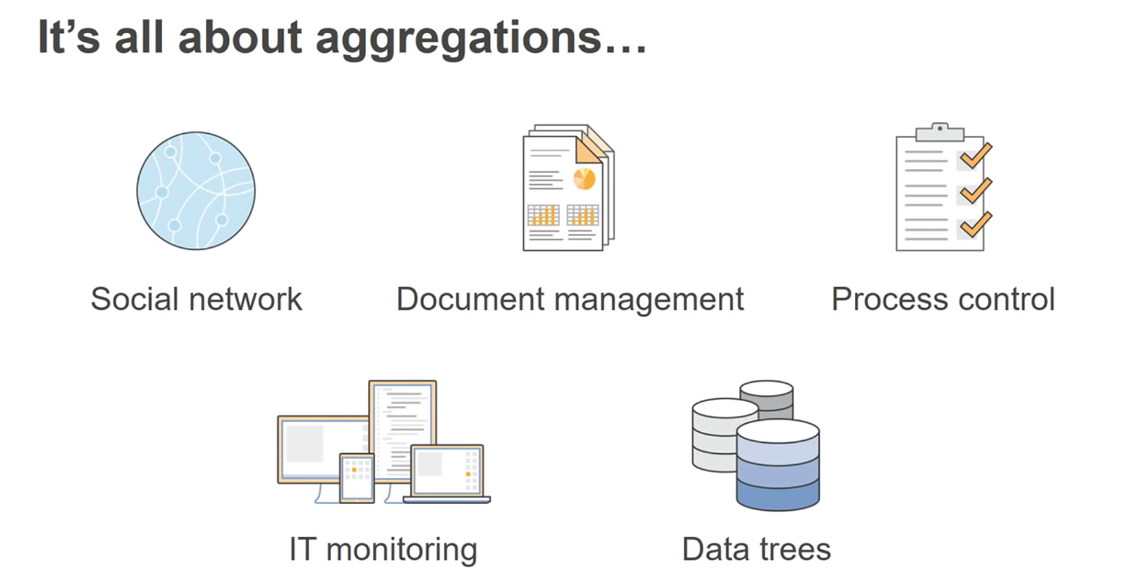 It’s all about aggregations…
Social network
Document management
Process control
IT monitoring
Data trees